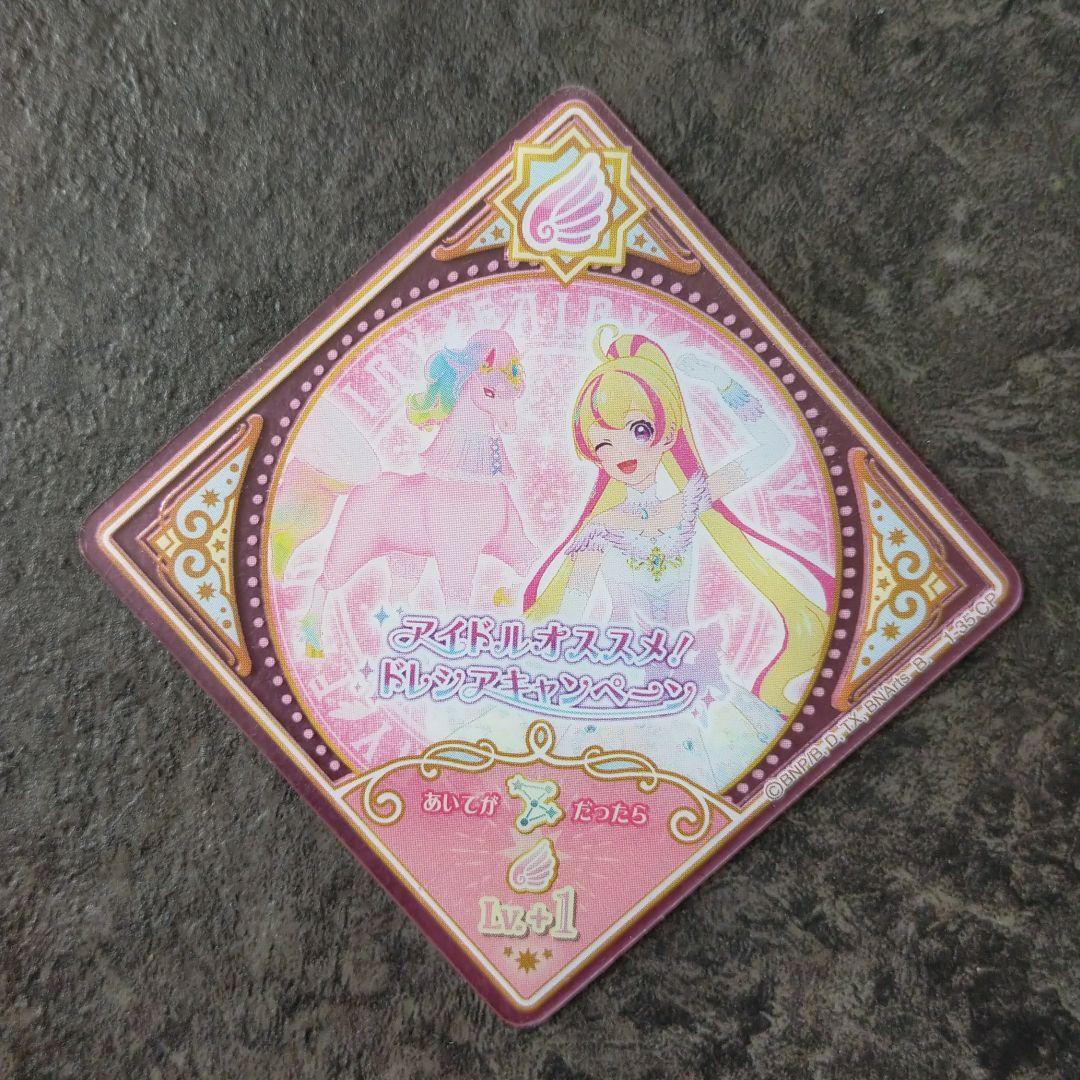 アイドルオススメ!
ドレシアキャンペーン
あいてが だったら
Lv.+1
©BNP/B, D, TX, BNArts, B.
1-35 CP